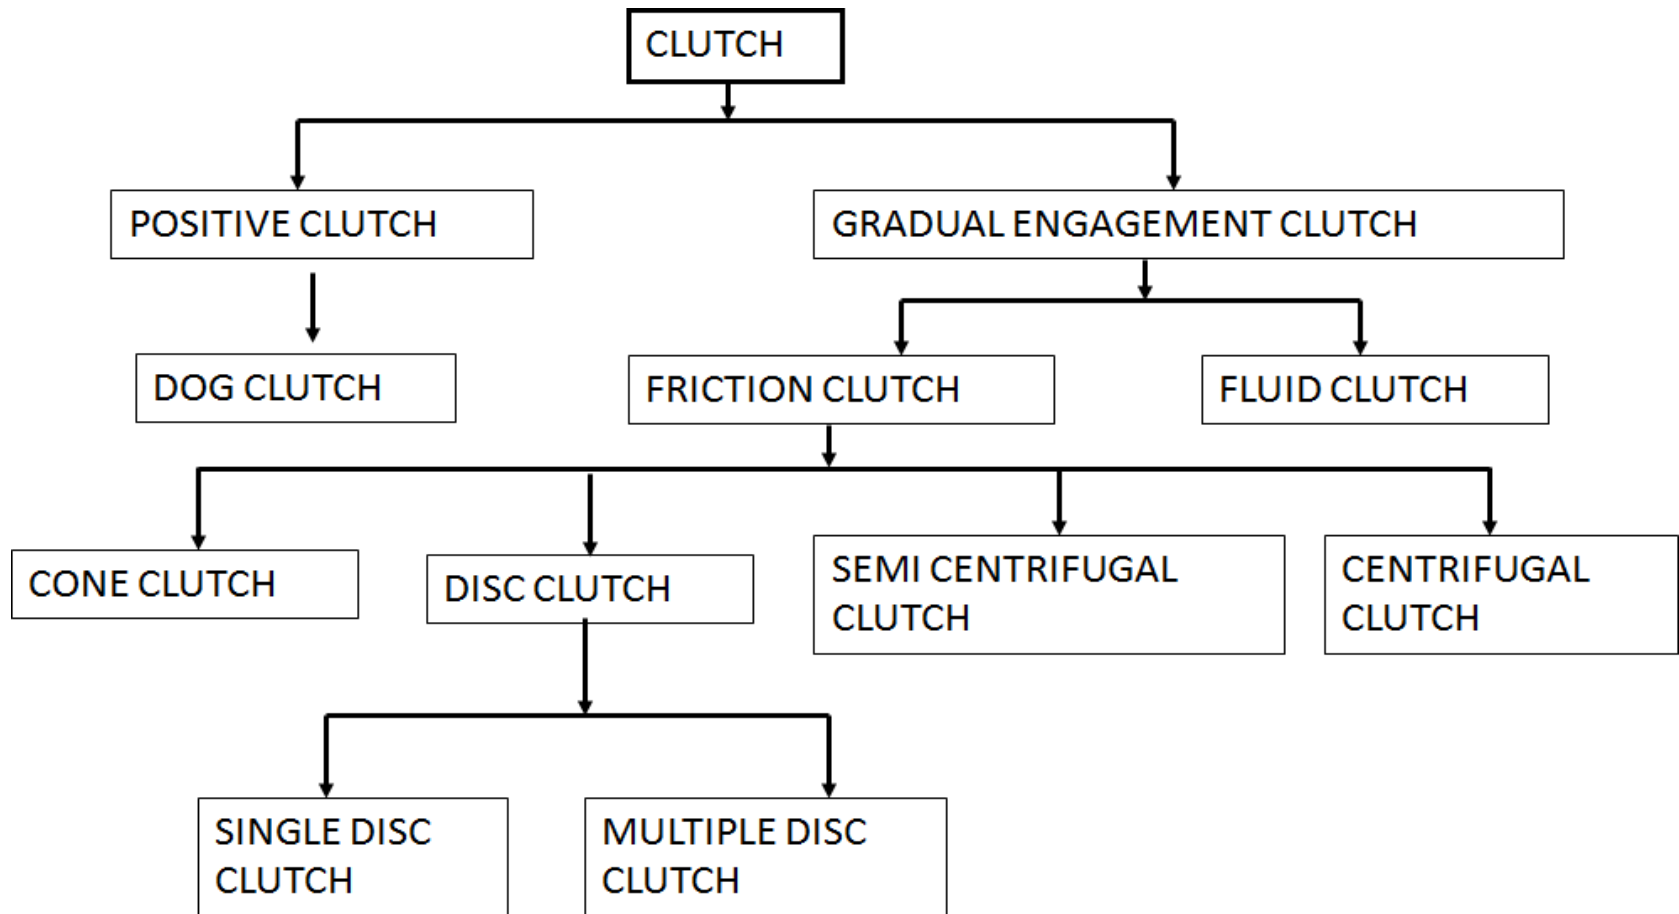 CLUTCH
POSITIVE CLUTCH
GRADUAL ENGAGEMENT CLUTCH
DOG CLUTCH
FRICTION CLUTCH
FLUID CLUTCH
CONE CLUTCH
DISC CLUTCH
SEMI CENTRIFUGAL
CLUTCH
CENTRIFUGAL
CLUTCH
SINGLE DISC
CLUTCH
MULTIPLE DISC
CLUTCH